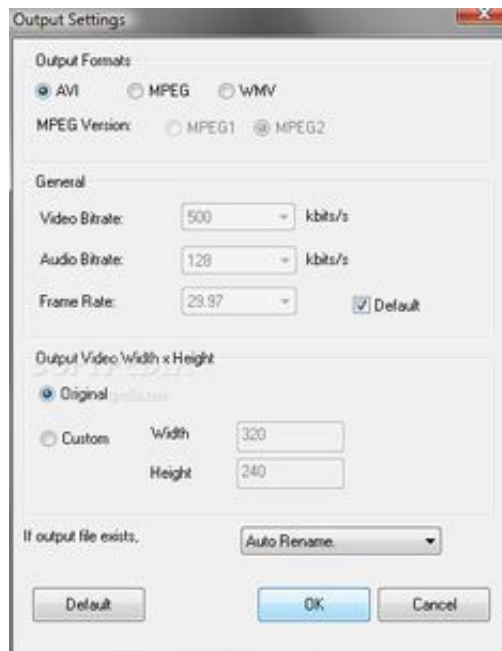 Output Settings
Output Formats
AVI MPEG WMV
MPEG Version: MPEG1 MPEG2
General
Video Bitrate: 500 kbits/s
Audio Bitrate: 128 kbits/s
Frame Rate: 29.97 Default
Output Video Width x Height
Original
Custom Width 320
Height 240
If output file exists, Auto Rename.
Default OK Cancel